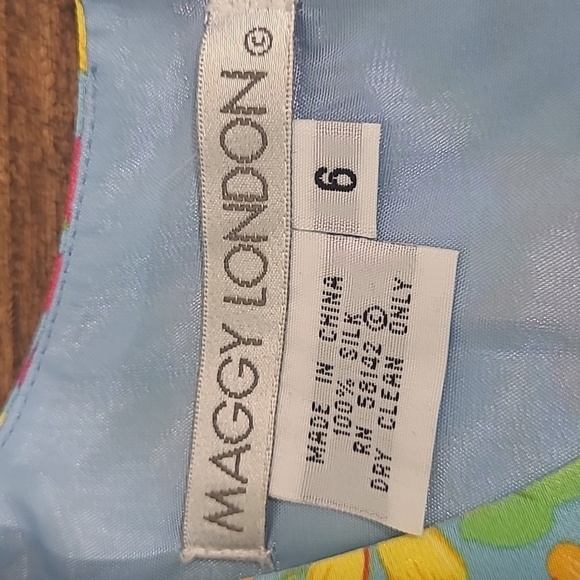 MAGGY LONDON ©
6
MADE IN CHINA
100% SILK
RN 58142 ©
DRY CLEAN ONLY